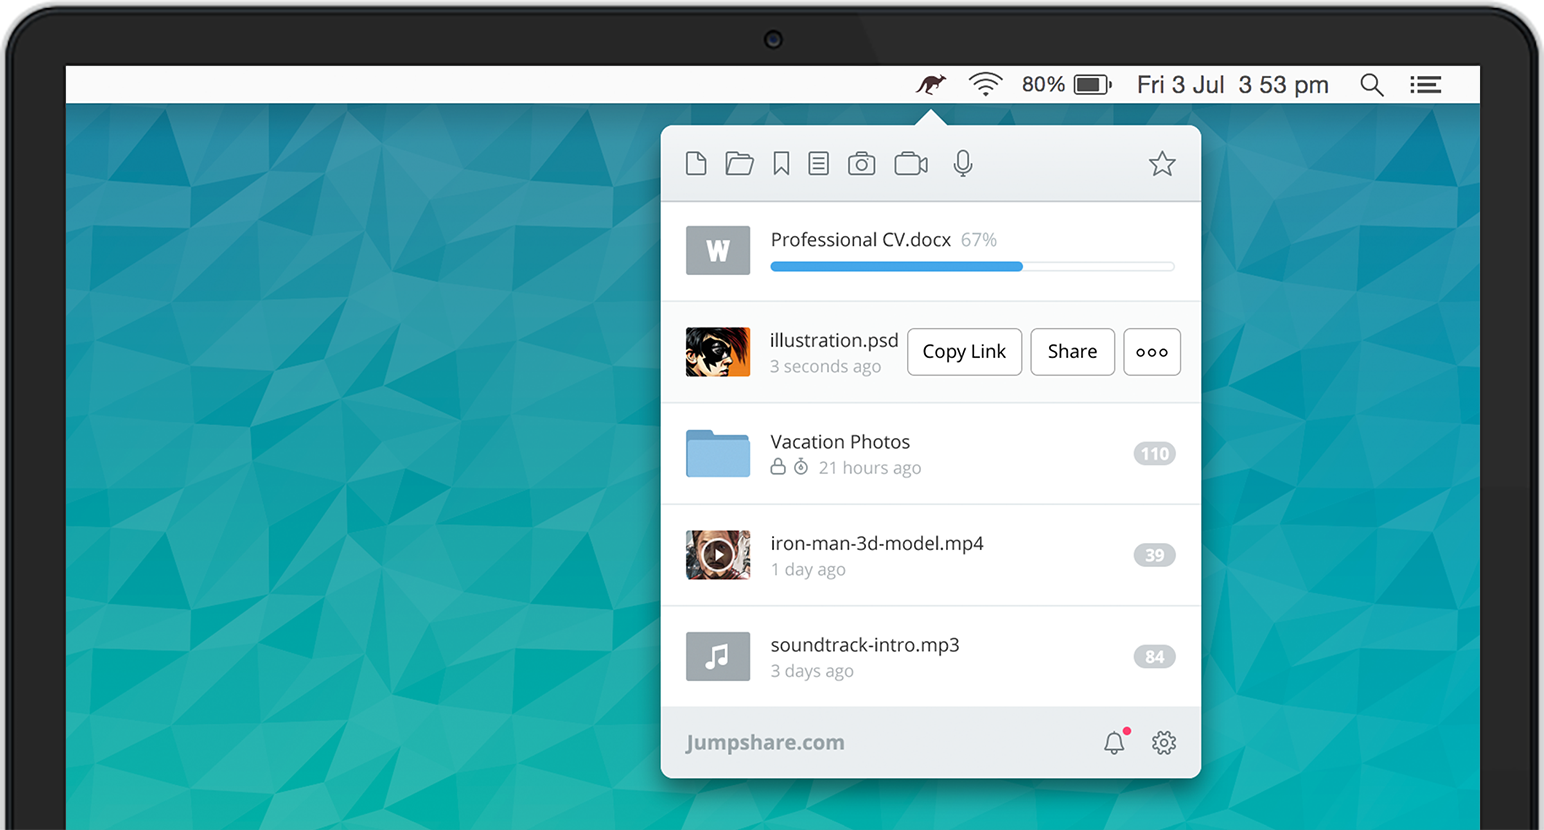 80% Fri 3 Jul 3 53 pm
W
Professional CV.docx 67%
illustration.psd
3 seconds ago
Copy Link Share
Vacation Photos
21 hours ago
110
iron-man-3d-model.mp4
1 day ago
39
soundtrack-intro.mp3
3 days ago
84
Jumpshare.com